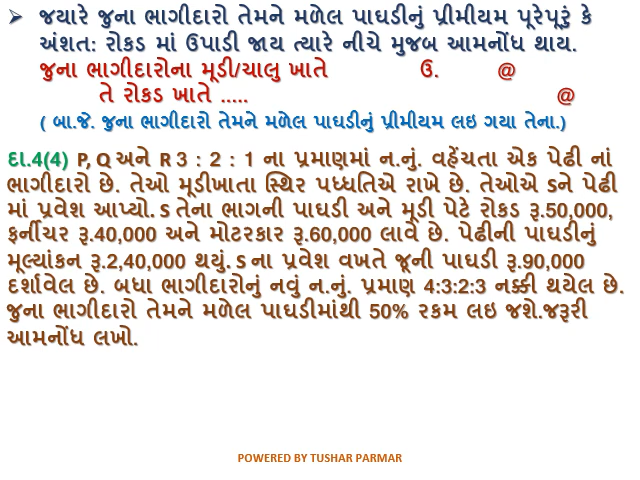 ➢ જયારે જુના ભાગીદારો તેમને મળેલ પાઘડીનું પ્રીમીયમ પૂરેપૂરું કે
અંશત: રોકડ માં ઉપાડી જાય ત્યારે નીચે મુજબ આમનોંધ થાય.
જુના ભાગીદારોના મૂડી/ચાલુ ખાતે ઉ. @
તે રોકડ ખાતે ..... @
( બા.જે. જુના ભાગીદારો તેમને મળેલ પાઘડીનું પ્રીમીયમ લઇ ગયા તેના.)
દા.4(4) P, Q અને R 3 : 2 : 1 ના પ્રમાણમાં ન.નું. વહેંચતા એક પેઢી નાં
ભાગીદારો છે. તેઓ મૂડીખાતા સ્થિર પધ્ધતિએ રાખે છે. તેઓએ Sને પેઢી
માં પ્રવેશ આપ્યો. S તેના ભાગની પાઘડી અને મૂડી પેટે રોકડ રૂ.50,000,
ફર્નીચર રૂ.40,000 અને મોટરકાર રૂ.60,000 લાવે છે. પેઢીની પાઘડીનું
મૂલ્યાંકન રૂ.2,40,000 થયું. S ના પ્રવેશ વખતે જૂની પાઘડી રૂ.90,000
દર્શાવેલ છે. બધા ભાગીદારોનું નવું ન.નું. પ્રમાણ 4:3:2:3 નક્કી થયેલ છે.
જુના ભાગીદારો તેમને મળેલ પાઘડીમાંથી 50% રકમ લઇ જશે.જરૂરી
આમનોંધ લખો.
POWERED BY TUSHAR PARMAR